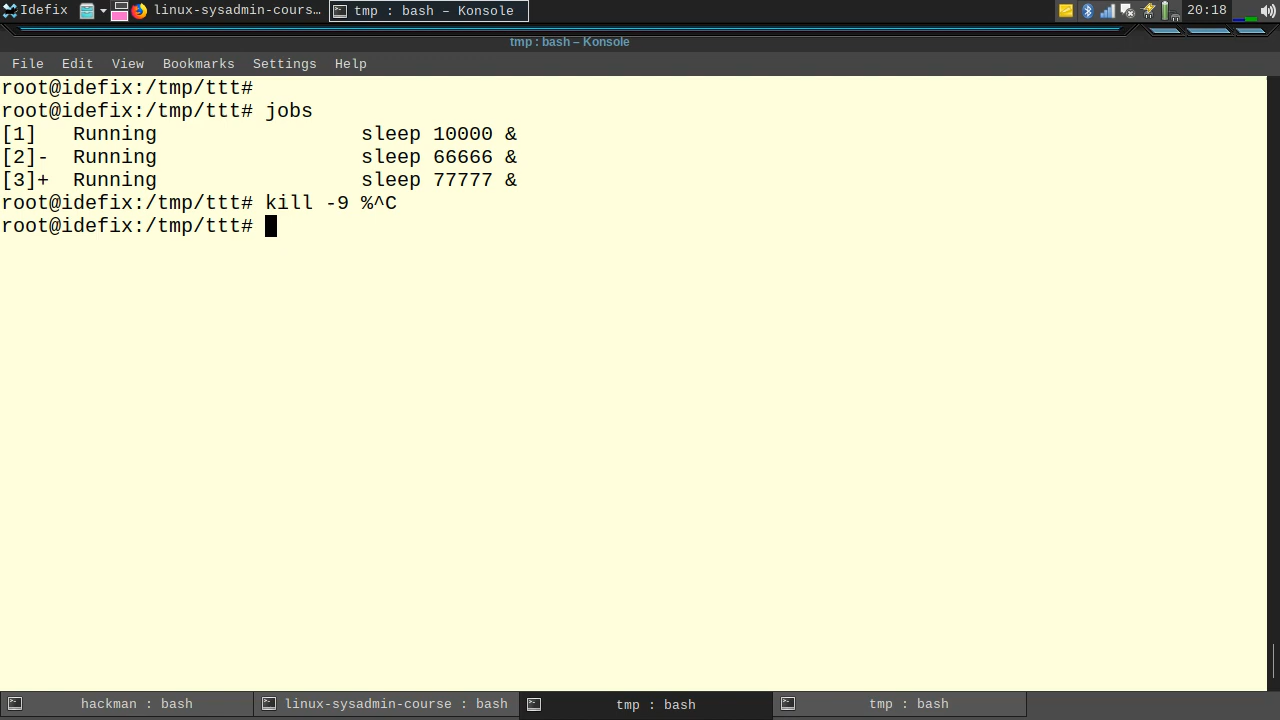 Idefix linux-sysadmin-cours… tmp : bash – Konsole 20:18
tmp : bash – Konsole
File Edit View Bookmarks Settings Help
root@idefix:/tmp/ttt#
root@idefix:/tmp/ttt# jobs
[1]   Running                 sleep 10000 &
[2]-  Running                 sleep 66666 &
[3]+  Running                 sleep 77777 &
root@idefix:/tmp/ttt# kill -9 %^C
root@idefix:/tmp/ttt#
hackman : bash linux-sysadmin-course : bash tmp : bash tmp : bash